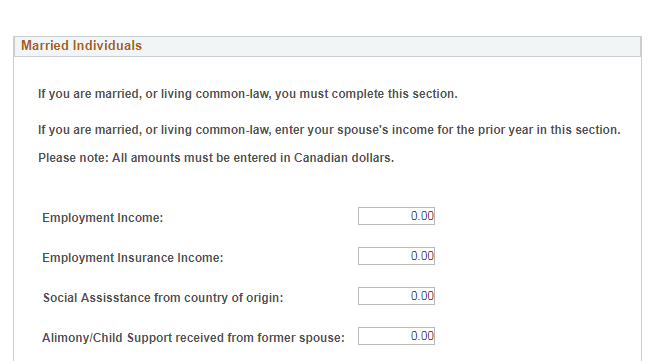 Married Individuals
If you are married, or living common-law, you must complete this section.
If you are married, or living common-law, enter your spouse's income for the prior year in this section.
Please note: All amounts must be entered in Canadian dollars.
Employment Income: 0.00
Employment Insurance Income: 0.00
Social Assisstance from country of origin: 0.00
Alimony/Child Support received from former spouse: 0.00